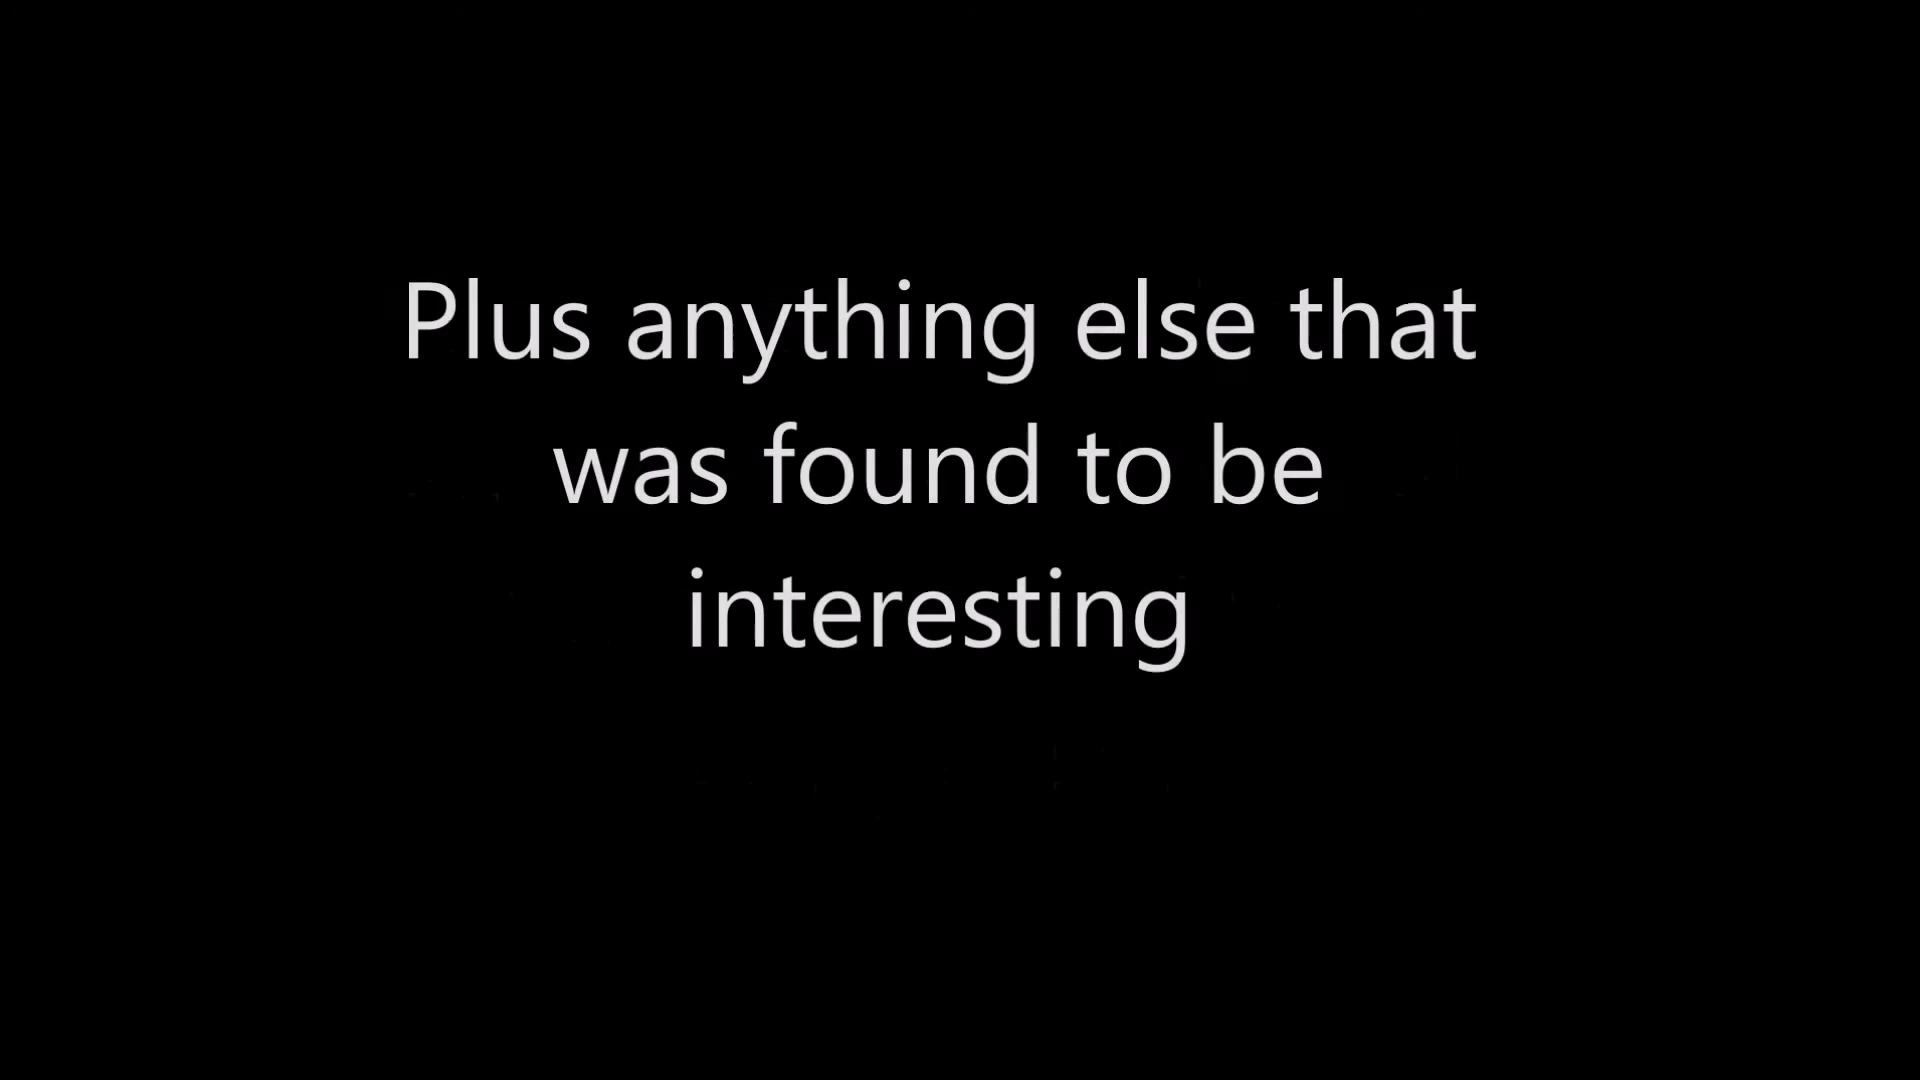 Plus anything else that
was found to be
interesting